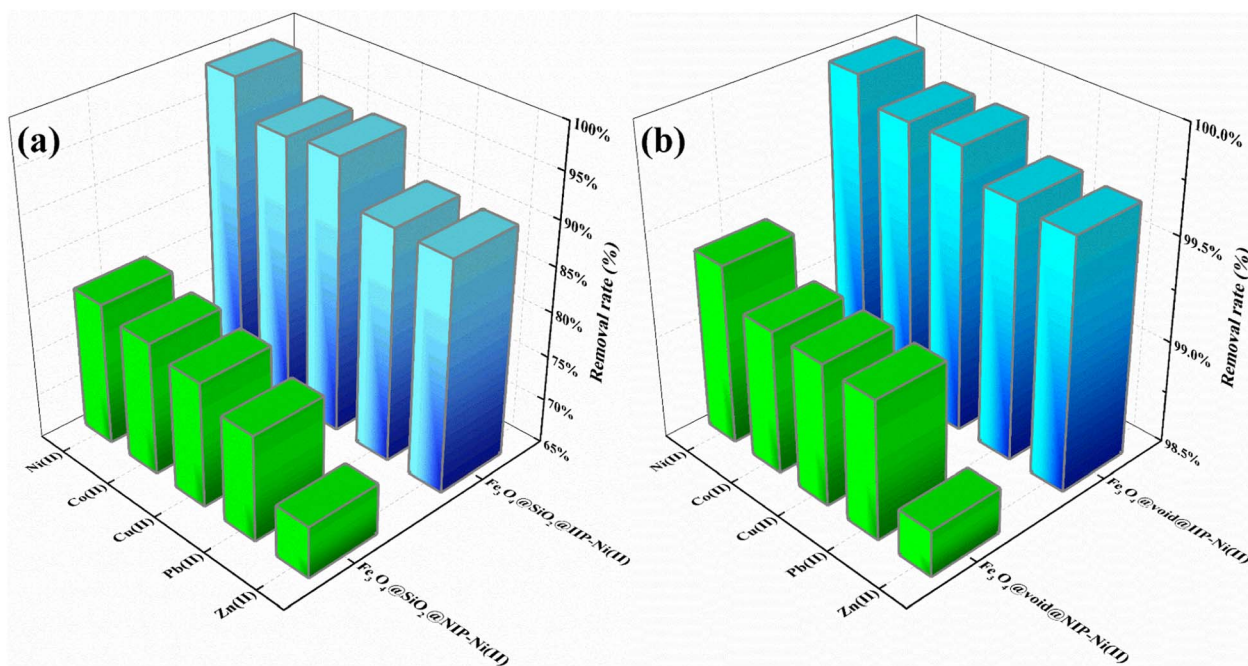 (a)
100%
95%
90%
85%
80%
75%
70%
65%
Removal rate (%)
Ni(II)
Co(II)
Cu(II)
Pb(II)
Zn(II)
Fe₃O₄@SiO₂@IIP-Ni(II)
Fe₃O₄@SiO₂@NIP-Ni(II)
(b)
100.0%
99.5%
99.0%
98.5%
Removal rate (%)
Ni(II)
Co(II)
Cu(II)
Pb(II)
Zn(II)
Fe₃O₄@void@IIP-Ni(II)
Fe₃O₄@void@NIP-Ni(II)